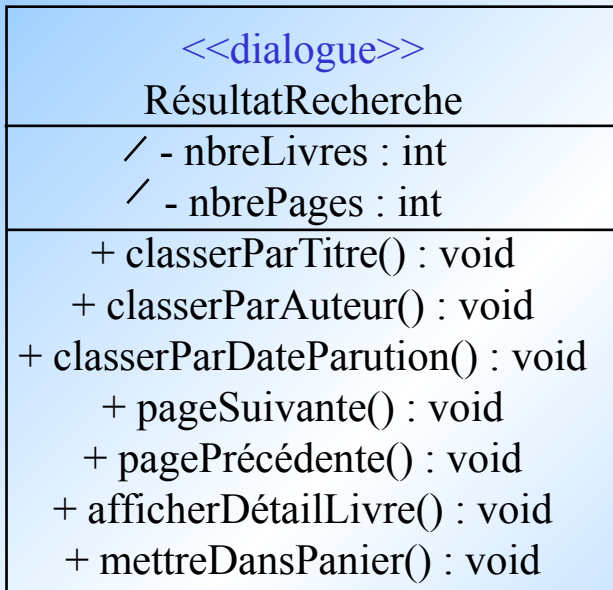 <<dialogue>>
RésultatRecherche
/ - nbreLivres : int
/ - nbrePages : int
+ classerParTitre() : void
+ classerParAuteur() : void
+ classerParDateParution() : void
+ pageSuivante() : void
+ pagePrécédente() : void
+ afficherDétailLivre() : void
+ mettreDansPanier() : void